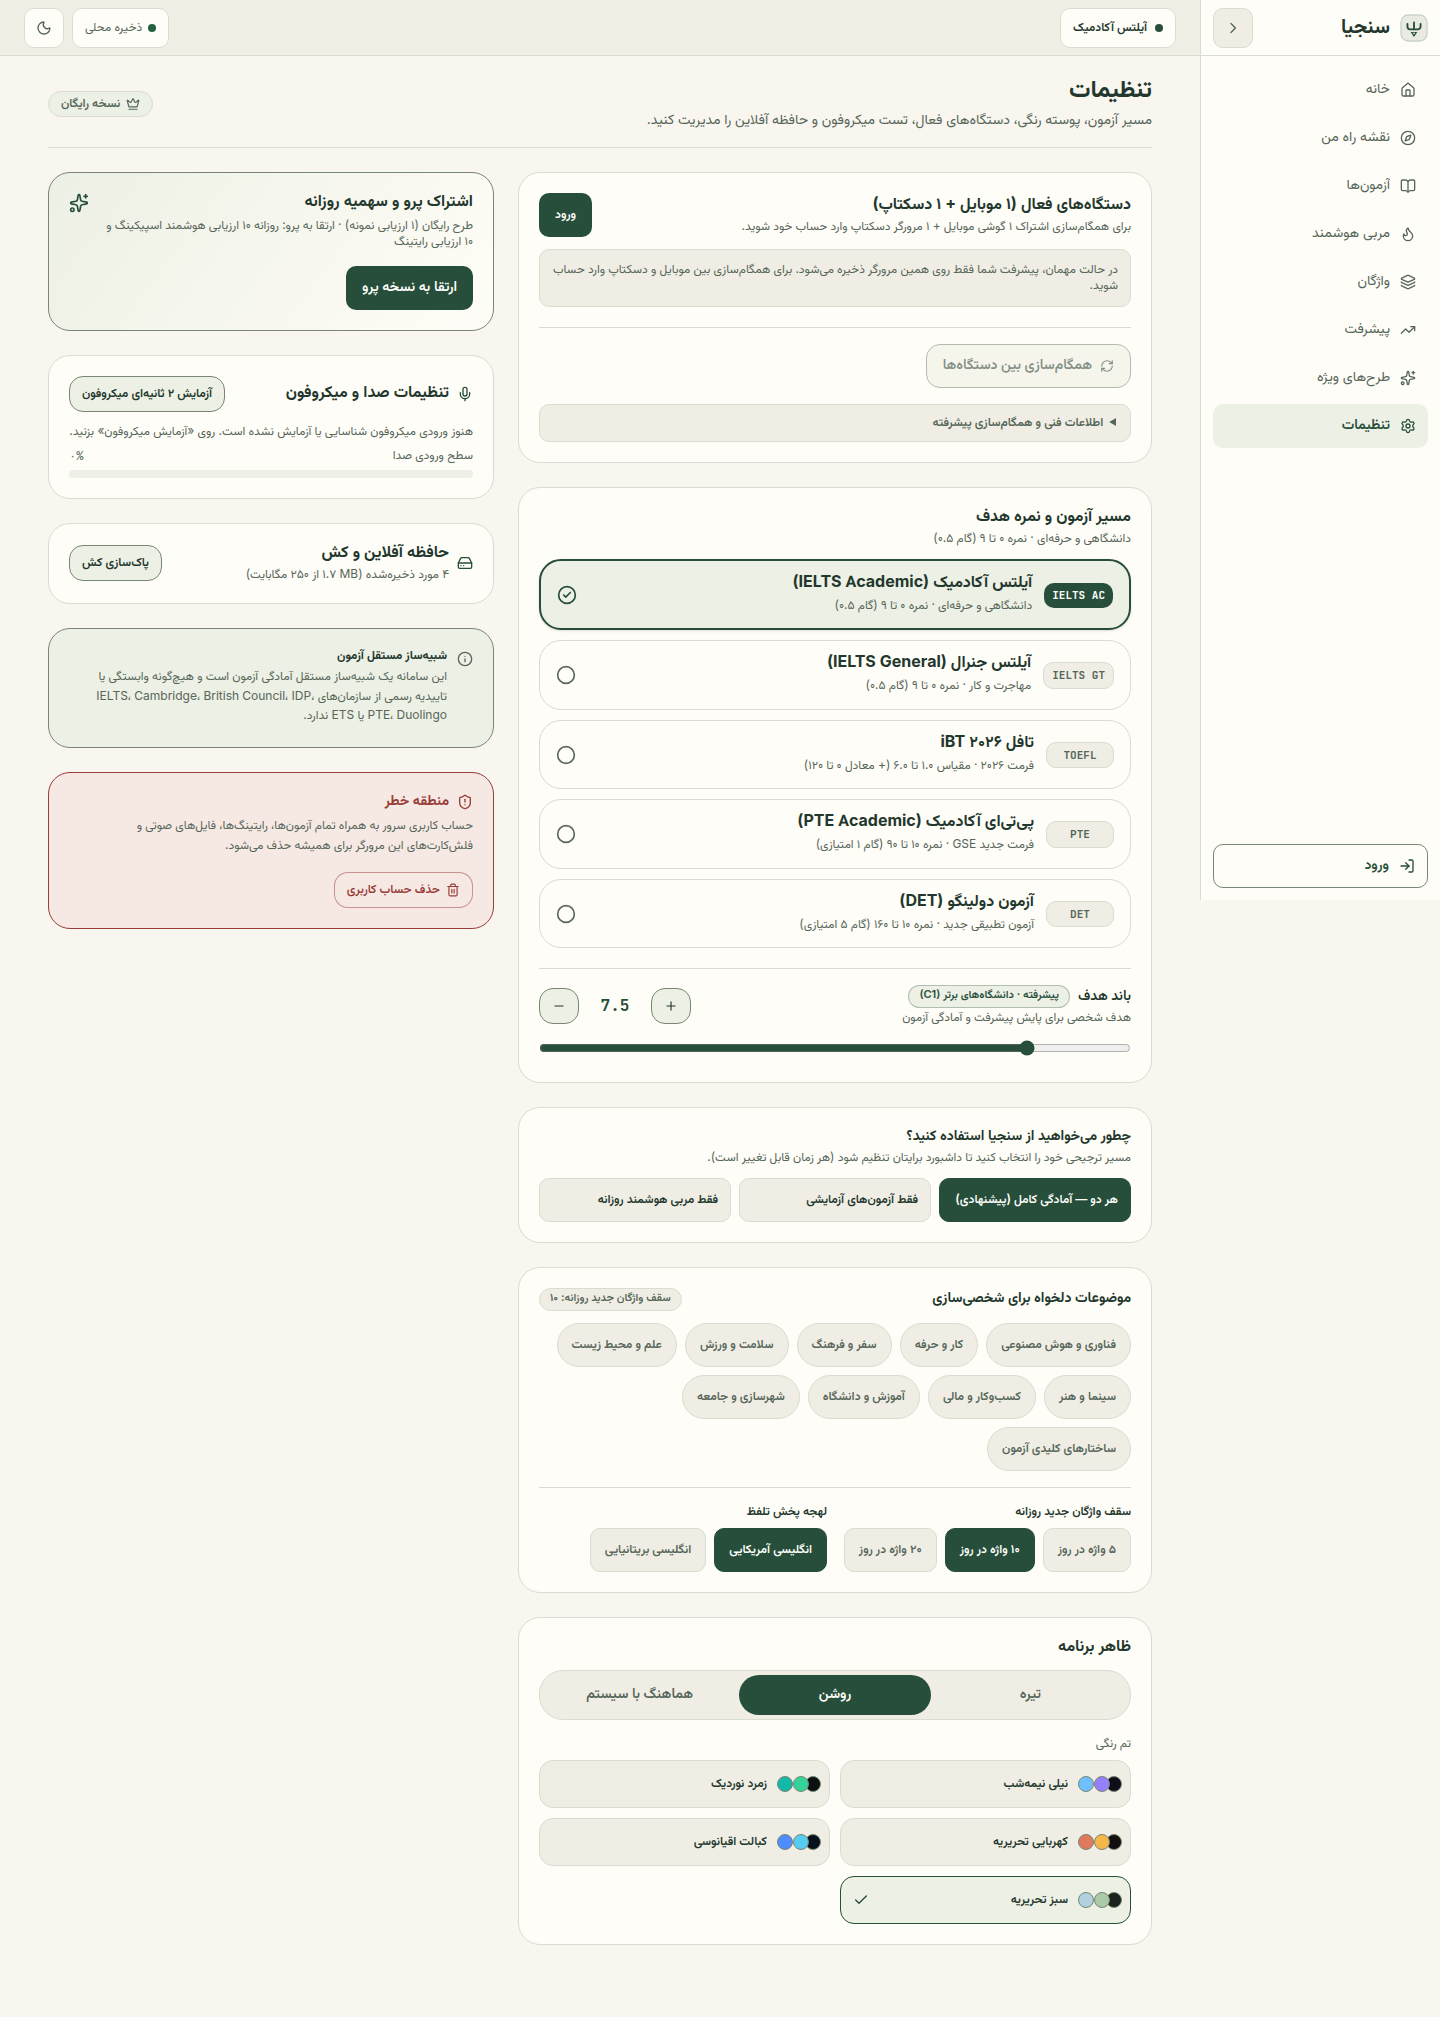 سنجیا
آیلتس آکادمیک
ذخیره محلی
خانه
نقشه راه من
آزمون‌ها
مربی هوشمند
واژگان
پیشرفت
طرح‌های ویژه
تنظیمات
ورود
تنظیمات
مسیر آزمون، پوسته رنگی، دستگاه‌های فعال، تست میکروفون و حافظه آفلاین را مدیریت کنید.
نسخه رایگان
دستگاه‌های فعال (۱ موبایل + ۱ دسکتاپ)
برای همگام‌سازی اشتراک ۱ گوشی موبایل + ۱ مرورگر دسکتاپ وارد حساب خود شوید.
ورود
در حالت مهمان، پیشرفت شما فقط روی همین مرورگر ذخیره می‌شود. برای همگام‌سازی بین موبایل و دسکتاپ وارد حساب
شوید.
همگام‌سازی بین دستگاه‌ها
اطلاعات فنی و همگام‌سازی پیشرفته
مسیر آزمون و نمره هدف
دانشگاهی و حرفه‌ای · نمره ۰ تا ۹ (گام ۰.۵)
IELTS AC
آیلتس آکادمیک (IELTS Academic)
دانشگاهی و حرفه‌ای · نمره ۰ تا ۹ (گام ۰.۵)
IELTS GT
آیلتس جنرال (IELTS General)
مهاجرت و کار · نمره ۰ تا ۹ (گام ۰.۵)
TOEFL
تافل iBT ۲۰۲۶
فرمت ۲۰۲۶ · مقیاس ۱.۰ تا ۶.۰ (+ معادل ۰ تا ۱۲۰)
PTE
پی‌تی‌ای آکادمیک (PTE Academic)
فرمت جدید GSE · نمره ۱۰ تا ۹۰ (گام ۱ امتیازی)
DET
آزمون دولینگو (DET)
آزمون تطبیقی جدید · نمره ۱۰ تا ۱۶۰ (گام ۵ امتیازی)
باند هدف
پیشرفته · دانشگاه‌های برتر (C1)
هدف شخصی برای پایش پیشرفت و آمادگی آزمون
+
7.5
−
چطور می‌خواهید از سنجیا استفاده کنید؟
مسیر ترجیحی خود را انتخاب کنید تا داشبورد برایتان تنظیم شود (هر زمان قابل تغییر است).
هر دو — آمادگی کامل (پیشنهادی)
فقط آزمون‌های آزمایشی
فقط مربی هوشمند روزانه
موضوعات دلخواه برای شخصی‌سازی
سقف واژگان جدید روزانه: ۱۰
فناوری و هوش مصنوعی
کار و حرفه
سفر و فرهنگ
سلامت و ورزش
علم و محیط زیست
سینما و هنر
کسب‌وکار و مالی
آموزش و دانشگاه
شهرسازی و جامعه
ساختارهای کلیدی آزمون
سقف واژگان جدید روزانه
۵ واژه در روز
۱۰ واژه در روز
۲۰ واژه در روز
لهجه پخش تلفظ
انگلیسی آمریکایی
انگلیسی بریتانیایی
ظاهر برنامه
تیره
روشن
هماهنگ با سیستم
تم رنگی
نیلی نیمه‌شب
زمرد نوردیک
کهربایی تحریریه
کبالت اقیانوسی
سبز تحریریه
اشتراک پرو و سهمیه روزانه
طرح رایگان (۱ ارزیابی نمونه) · ارتقا به پرو: روزانه ۱۰ ارزیابی هوشمند اسپیکینگ و
۱۰ ارزیابی رایتینگ
ارتقا به نسخه پرو
تنظیمات صدا و میکروفون
آزمایش ۲ ثانیه‌ای میکروفون
هنوز ورودی میکروفون شناسایی یا آزمایش نشده است. روی «آزمایش میکروفون» بزنید.
سطح ورودی صدا
۰%
حافظه آفلاین و کش
۴ مورد ذخیره‌شده (۱.۷ MB از ۲۵۰ مگابایت)
پاک‌سازی کش
شبیه‌ساز مستقل آزمون
این سامانه یک شبیه‌ساز مستقل آمادگی آزمون است و هیچ‌گونه وابستگی یا
تاییدیه رسمی از سازمان‌های IELTS، Cambridge، British Council، IDP،
PTE، Duolingo یا ETS ندارد.
منطقه خطر
حساب کاربری سرور به همراه تمام آزمون‌ها، رایتینگ‌ها، فایل‌های صوتی و
فلش‌کارت‌های این مرورگر برای همیشه حذف می‌شود.
حذف حساب کاربری